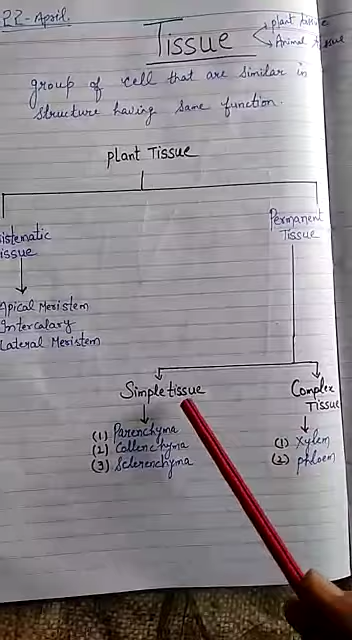 22-April.
Tissue
plant tissue
Animal tissue
group of cell that are similar in
structure having same function.
plant Tissue
istematic
issue
Permanent
Tissue
Apical Meristem
Intercalary
Lateral Meristem
Simple tissue
(1) Parenchyma
(2) Collenchyma
(3) Sclerenchyma
Complex
Tissue
(1) Xylem
(2) phloem